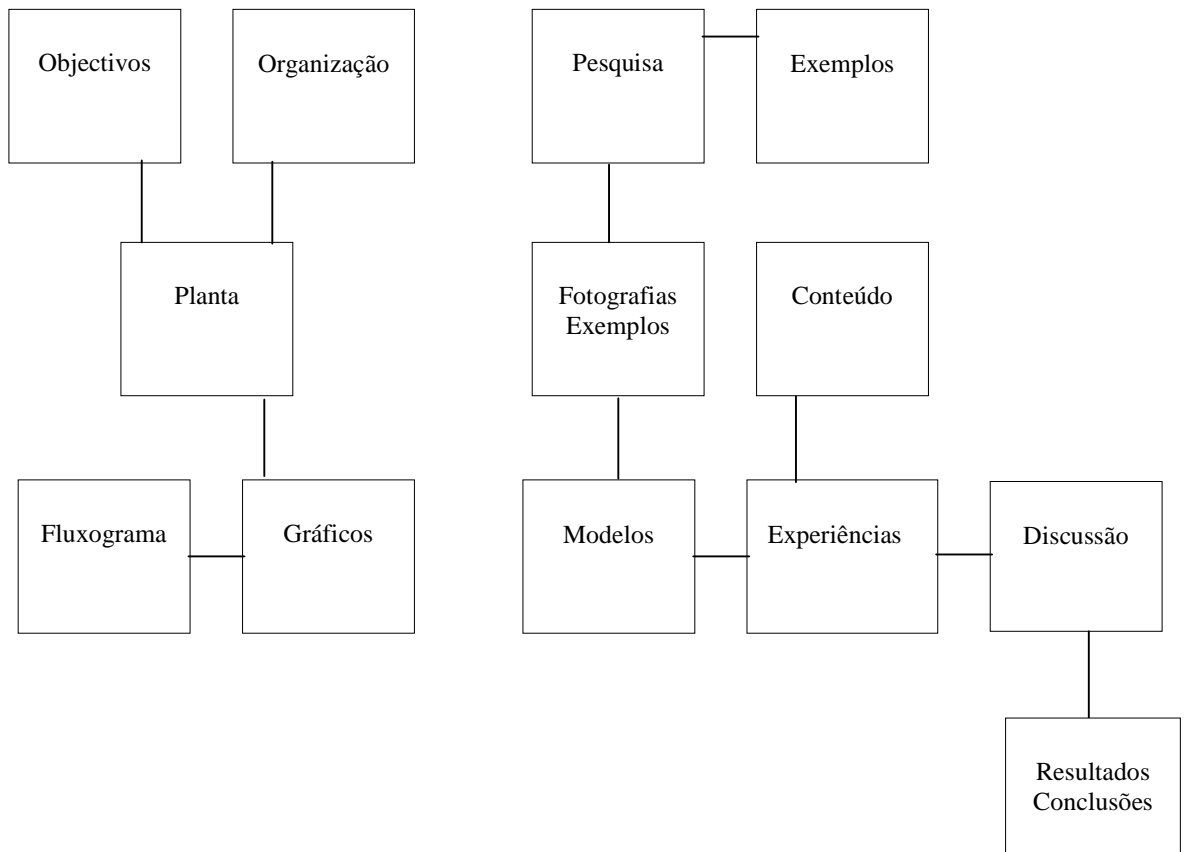 Objectivos
Organização
Pesquisa
Exemplos
Planta
Fotografias
Exemplos
Conteúdo
Fluxograma
Gráficos
Modelos
Experiências
Discussão
Resultados
Conclusões